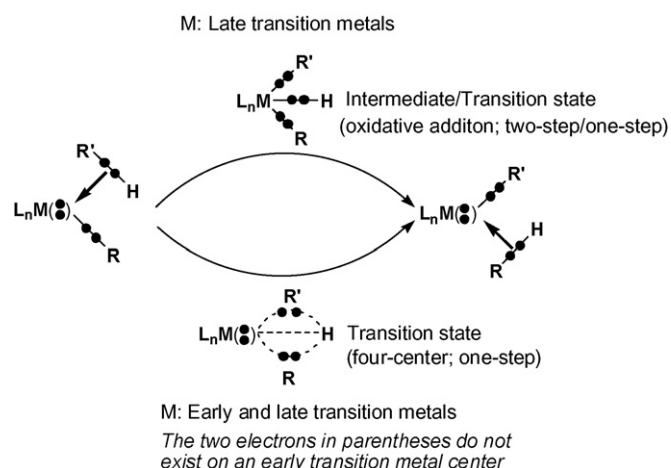 M: Late transition metals
R'
LnM H
R
Intermediate/Transition state
(oxidative additon; two-step/one-step)
R'
H
LnM( )
R
R'
LnM( )
H
R
R'
LnM( ) H
R
Transition state
(four-center; one-step)
M: Early and late transition metals
The two electrons in parentheses do not
exist on an early transition metal center